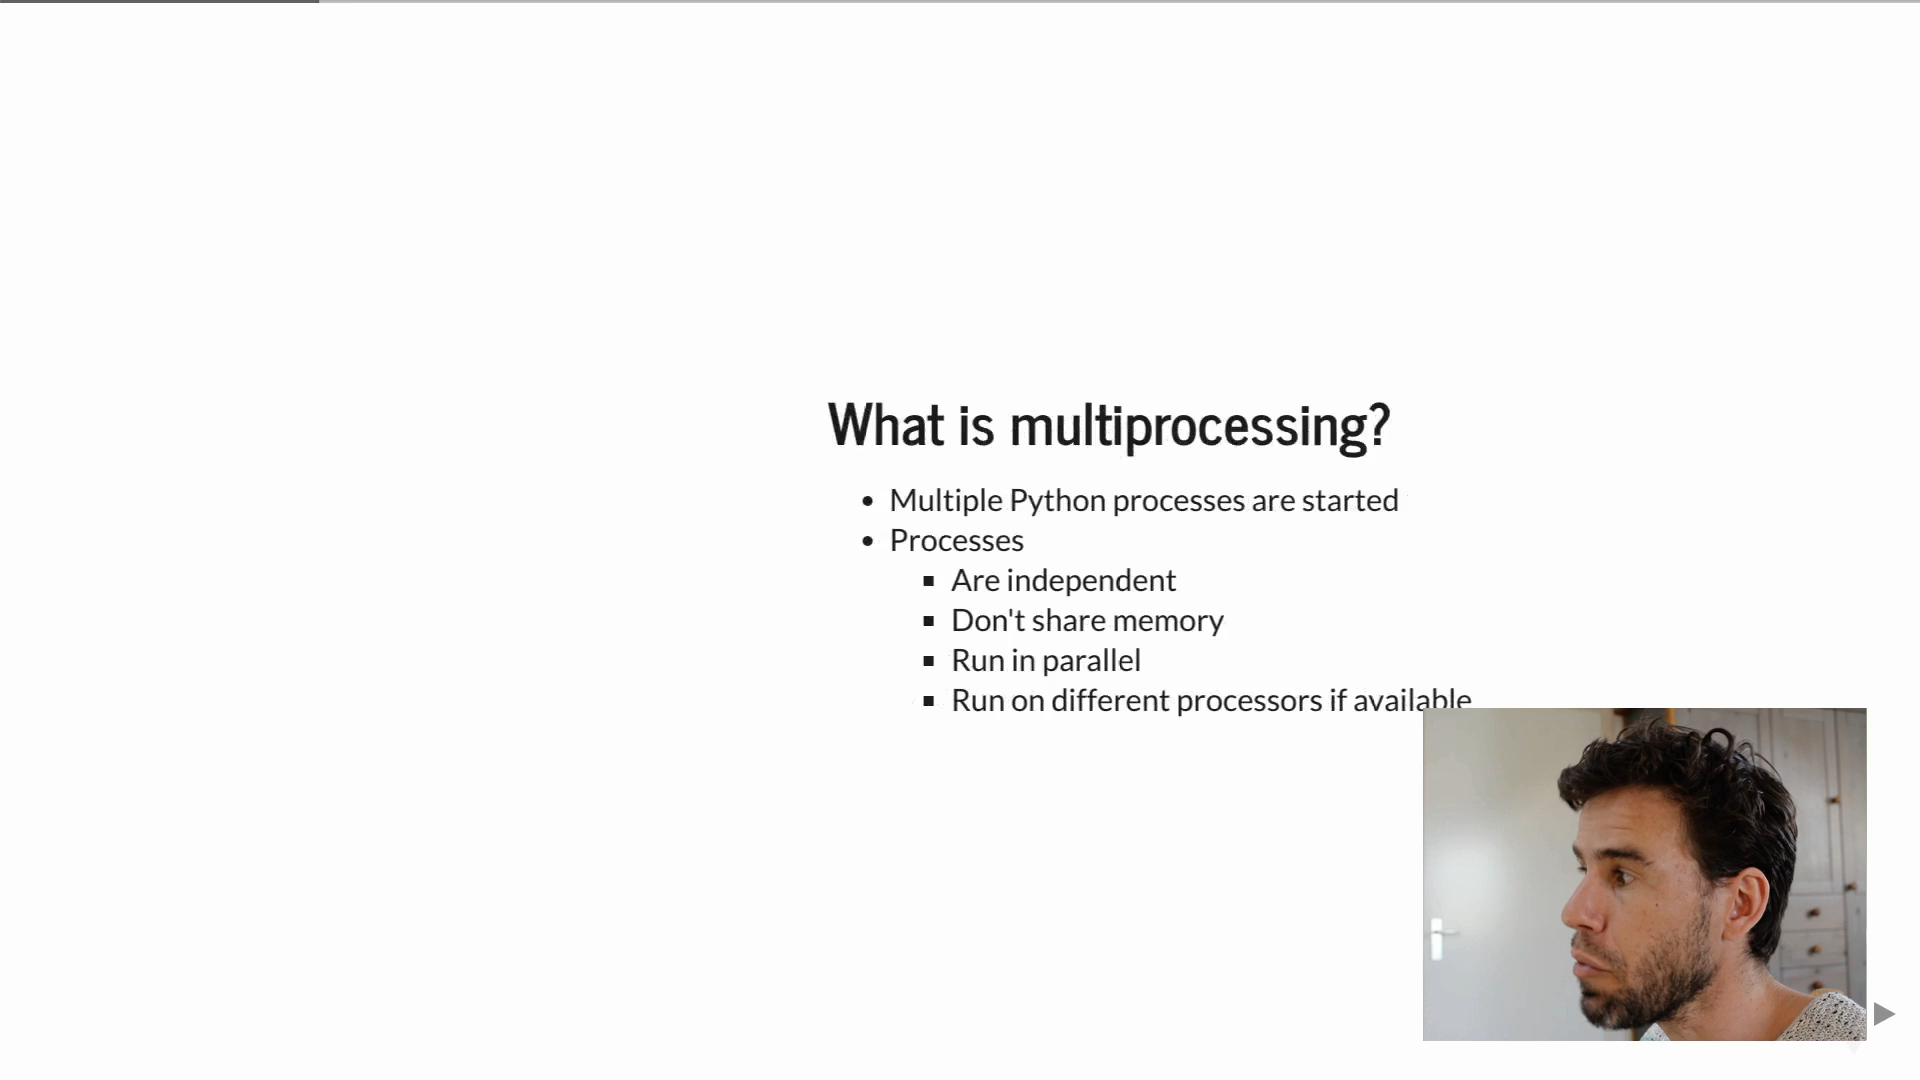 What is multiprocessing?
Multiple Python processes are started
Processes
Are independent
Don't share memory
Run in parallel
Run on different processors if available